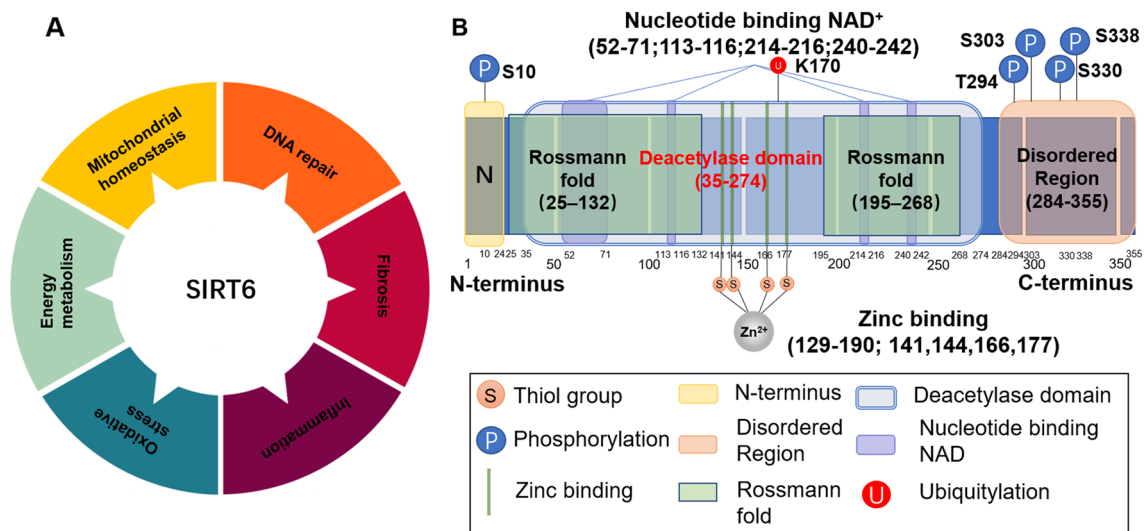 A
Mitochondrial
homeostasis
DNA repair
Energy
metabolism
SIRT6
Fibrosis
Oxidative
stress
Inflammation
B
Nucleotide binding NAD⁺
(52-71;113-116;214-216;240-242)
P S10
U K170
S303 P
P S338
T294 P
P S330
N
Rossmann
fold
(25–132)
Deacetylase domain
(35-274)
Rossmann
fold
(195–268)
Disordered
Region
(284-355)
10 24 25 35 52 71 113 116 132 141 144 166 177 195 214 216 240 242 268 274 284 294 303 330 338 355
1 50 100 150 200 250 300 350
N-terminus
C-terminus
S S S S
Zn²⁺
Zinc binding
(129-190; 141,144,166,177)
S Thiol group
N-terminus
Deacetylase domain
P Phosphorylation
Disordered
Region
Nucleotide binding
NAD
Zinc binding
Rossmann
fold
U Ubiquitylation